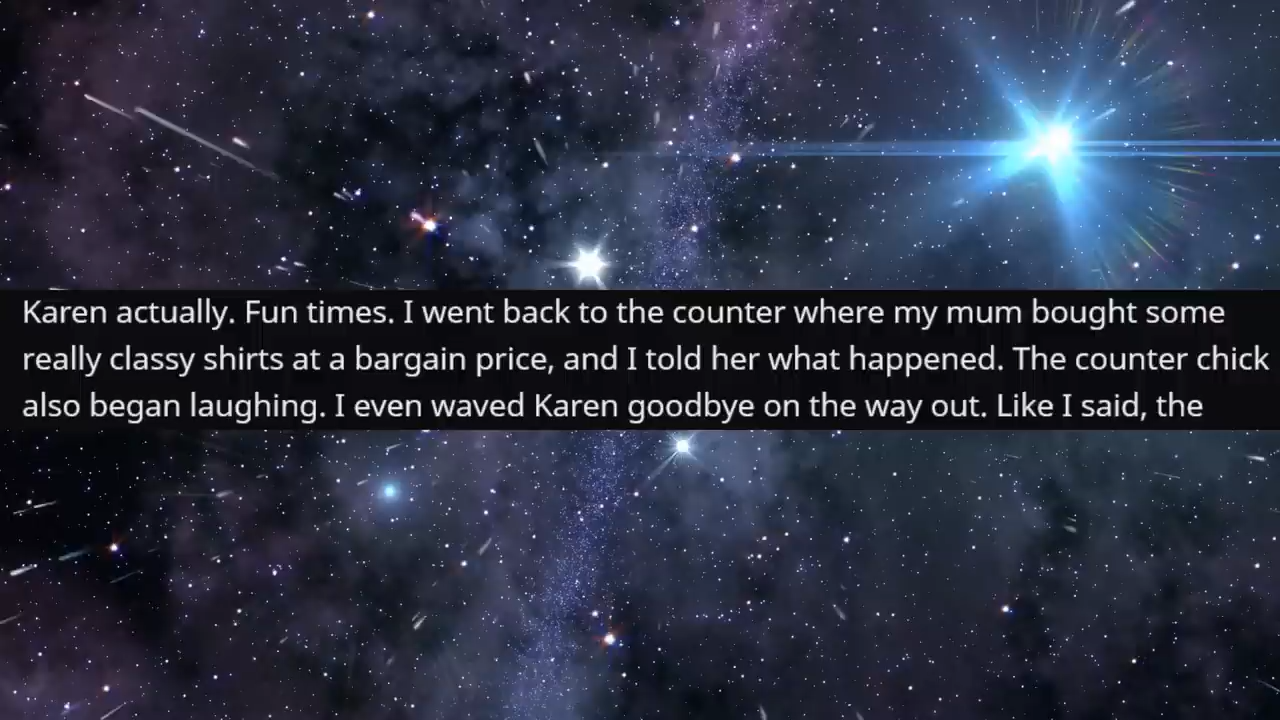 Karen actually. Fun times. I went back to the counter where my mum bought some
really classy shirts at a bargain price, and I told her what happened. The counter chick
also began laughing. I even waved Karen goodbye on the way out. Like I said, the